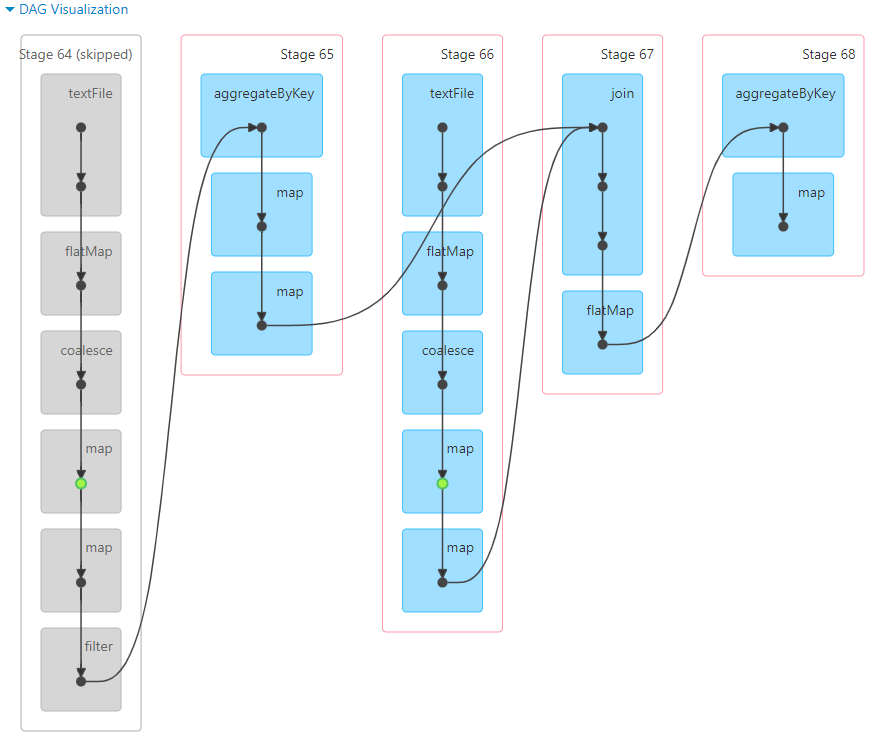 DAG Visualization
Stage 64 (skipped)
textFile
flatMap
coalesce
map
map
filter
Stage 65
aggregateByKey
map
map
Stage 66
textFile
flatMap
coalesce
map
map
Stage 67
join
flatMap
Stage 68
aggregateByKey
map